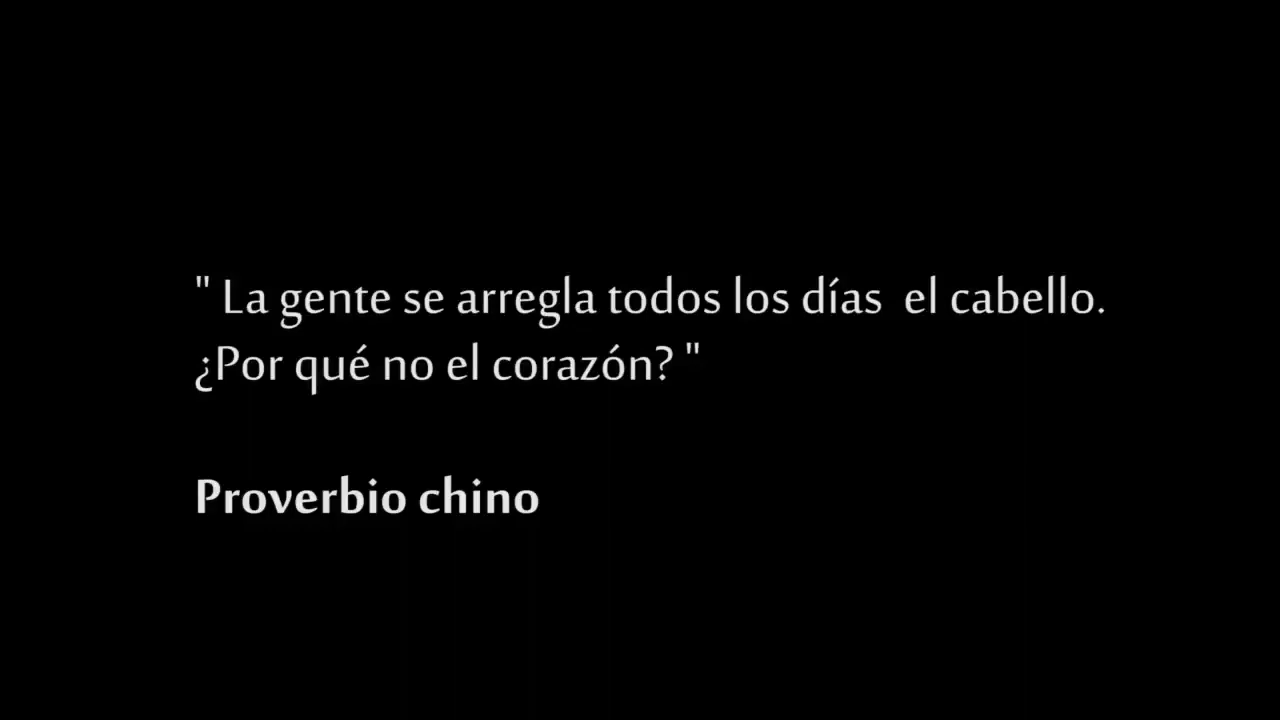 " La gente se arregla todos los días  el cabello.
¿Por qué no el corazón? "
Proverbio chino